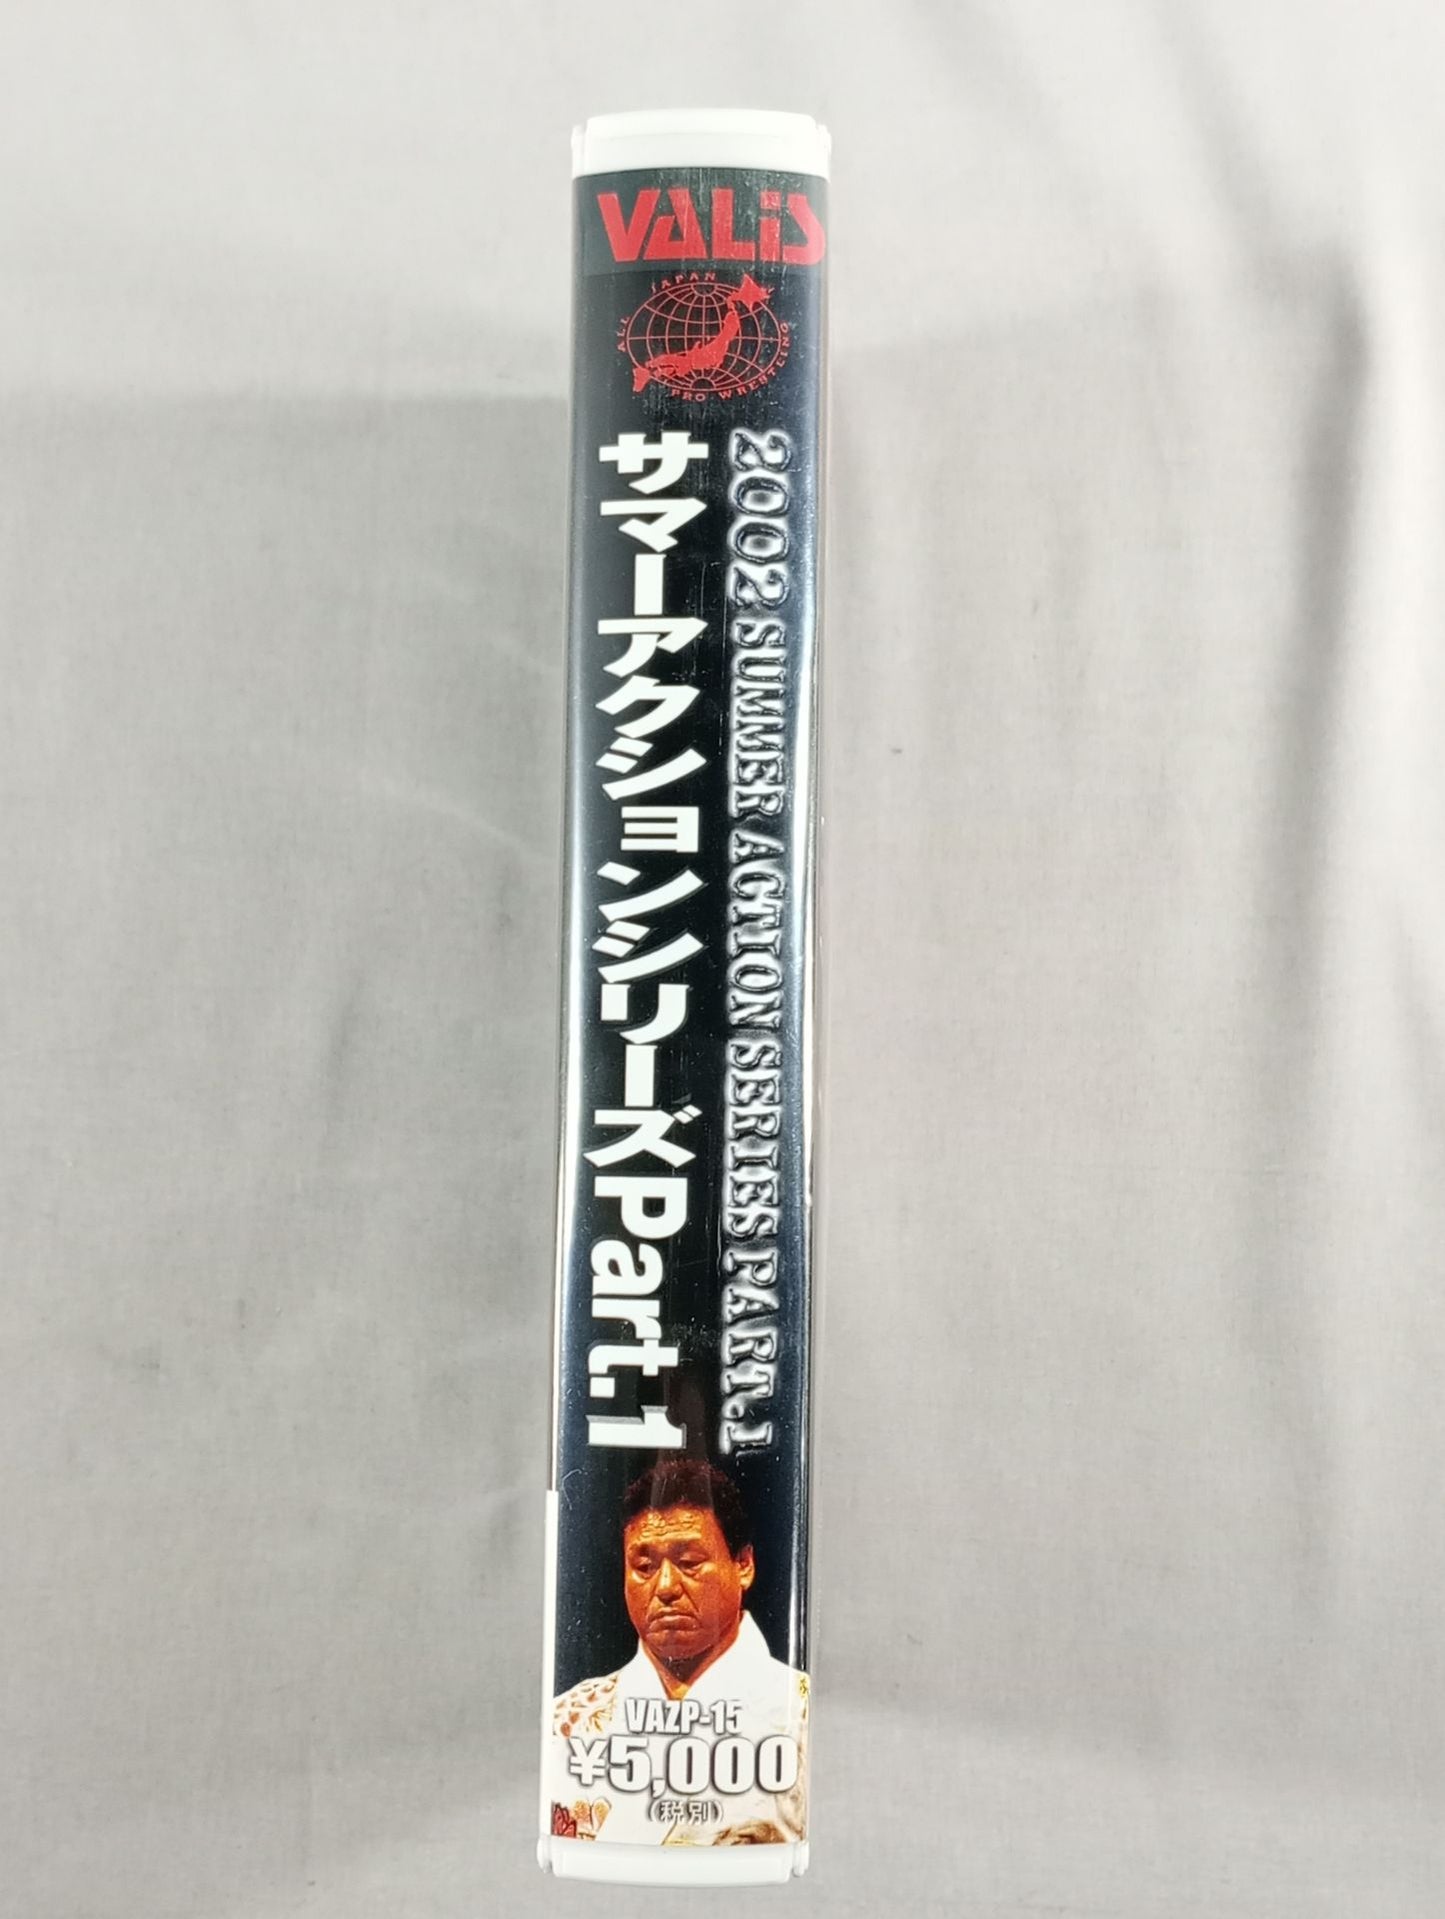 VALIS
ALL JAPAN PRO-WRESTLING
2002 SUMMER ACTION SERIES PART.1
サマーアクションシリーズPart.1
VAZP-15
¥5,000
(税別)